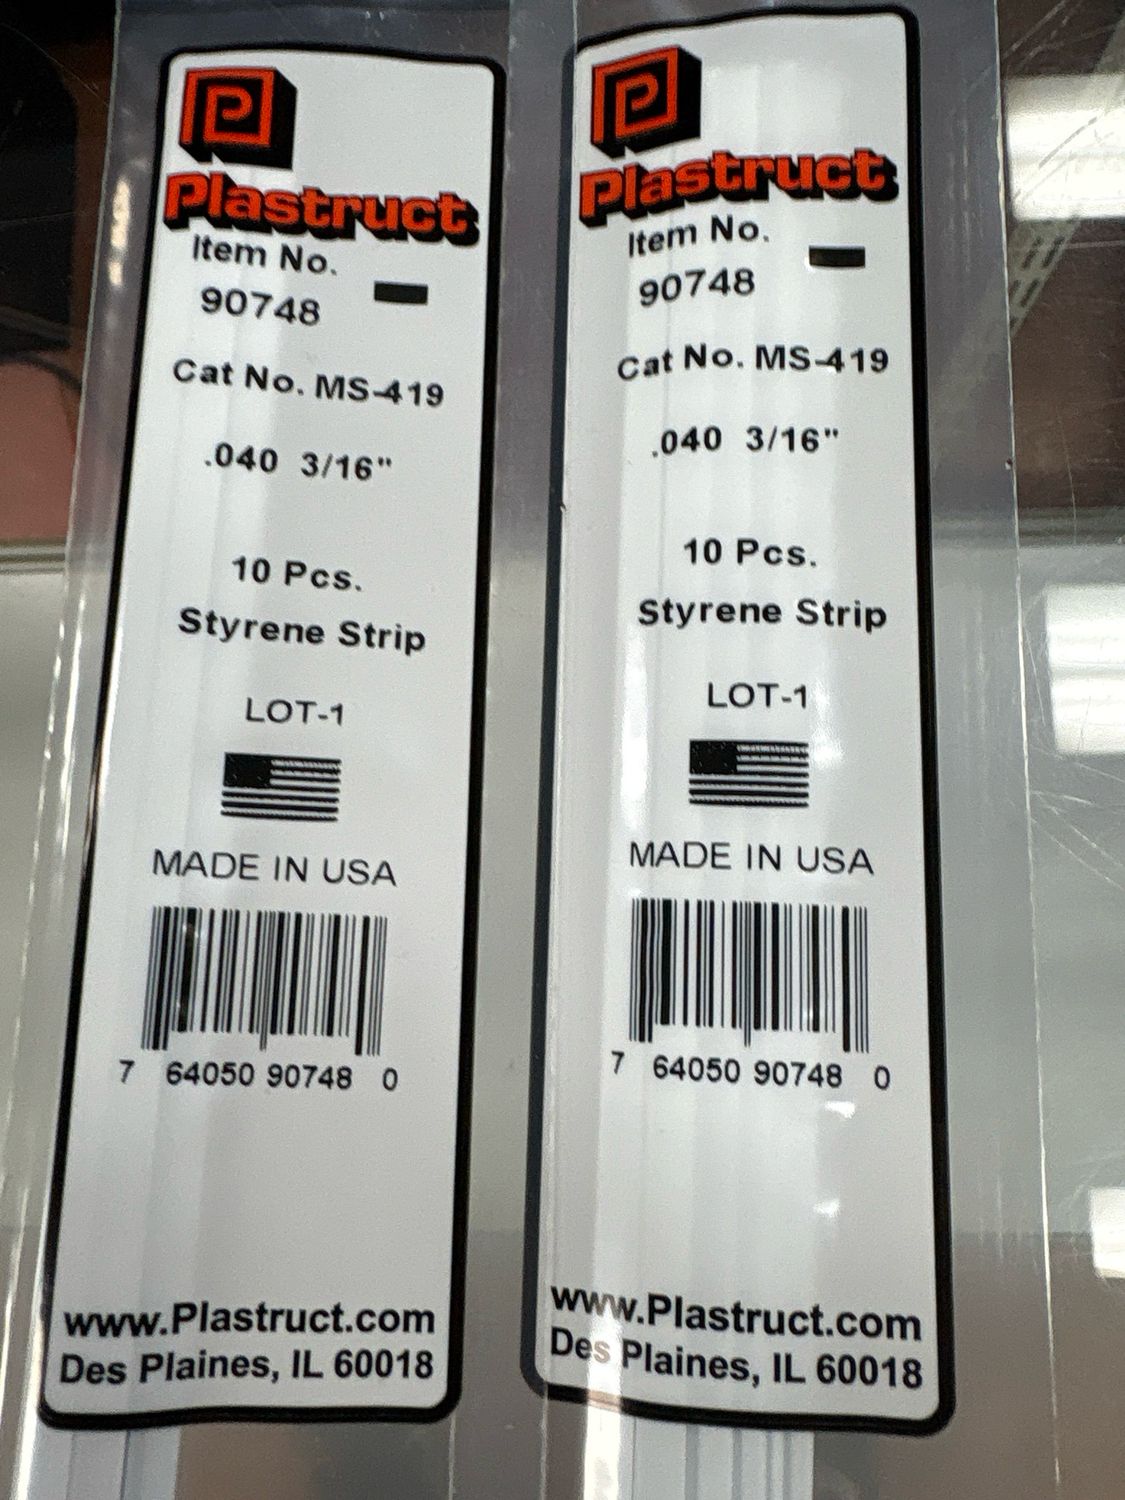 P
Plastruct
Item No.
90748
Cat No. MS-419
.040 3/16"
10 Pcs.
Styrene Strip
LOT-1
MADE IN USA
7 64050 90748 0
www.Plastruct.com
Des Plaines, IL 60018
P
Plastruct
Item No.
90748
Cat No. MS-419
.040 3/16"
10 Pcs.
Styrene Strip
LOT-1
MADE IN USA
7 64050 90748 0
www.Plastruct.com
Des Plaines, IL 60018